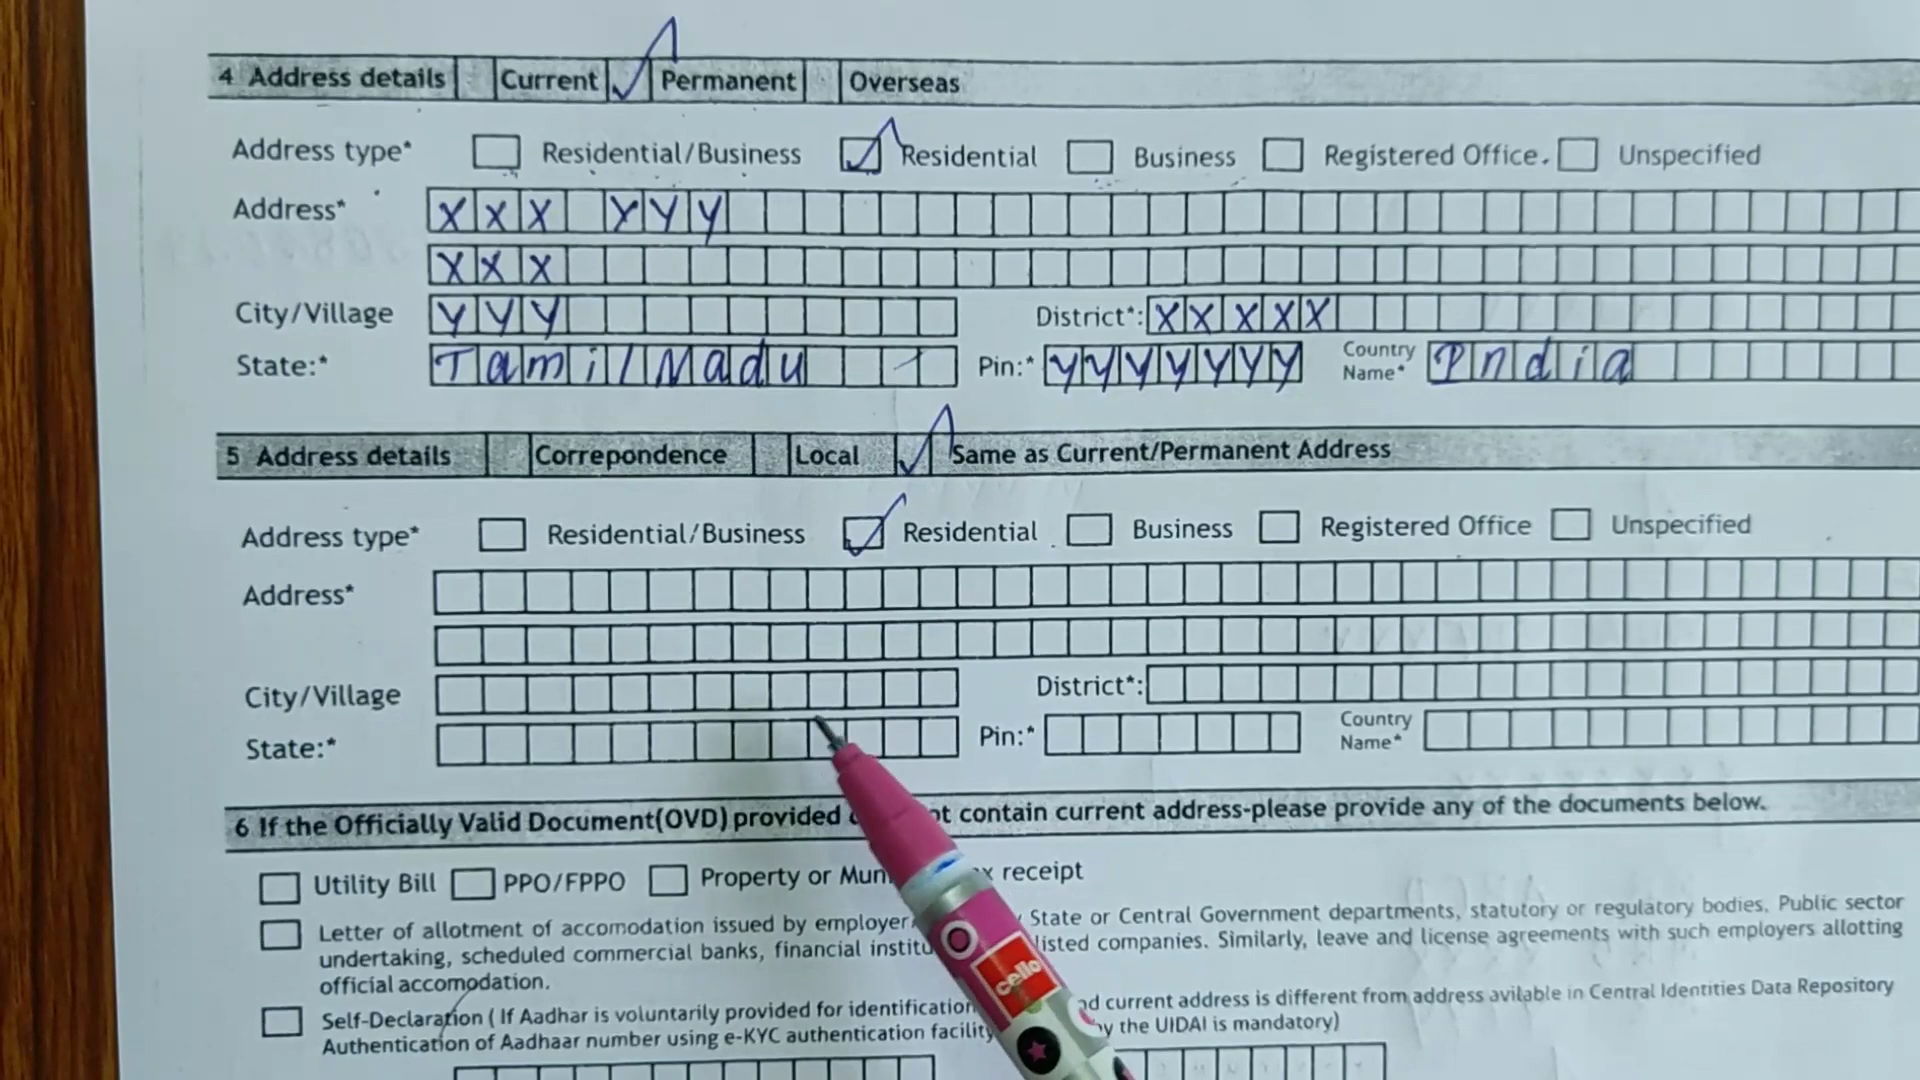 4 Address details Current Permanent Overseas
Address type* Residential/Business Residential Business Registered Office. Unspecified
Address* XXX YYY
XXX
City/Village YYY District*: XXXXX
State:* Tamil Nadu Pin:* YYYYYYY Country Name* India
5 Address details Correpondence Local Same as Current/Permanent Address
Address type* Residential/Business Residential Business Registered Office Unspecified
Address*
City/Village District*:
State:* Pin:* Country Name*
6 If the Officially Valid Document(OVD) provided contain current address-please provide any of the documents below.
Utility Bill PPO/FPPO Property or receipt
Letter of allotment of accomodation issued by employer State or Central Government departments, statutory or regulatory bodies, Public sector
undertaking, scheduled commercial banks, financial listed companies. Similarly, leave and license agreements with such employers allotting
official accomodation.
Self-Declaration ( If Aadhar is voluntarily provided for identification current address is different from address avilable in Central Identities Data Repository
Authentication of Aadhaar number using e-KYC authentication facility by the UIDAI is mandatory)
cello